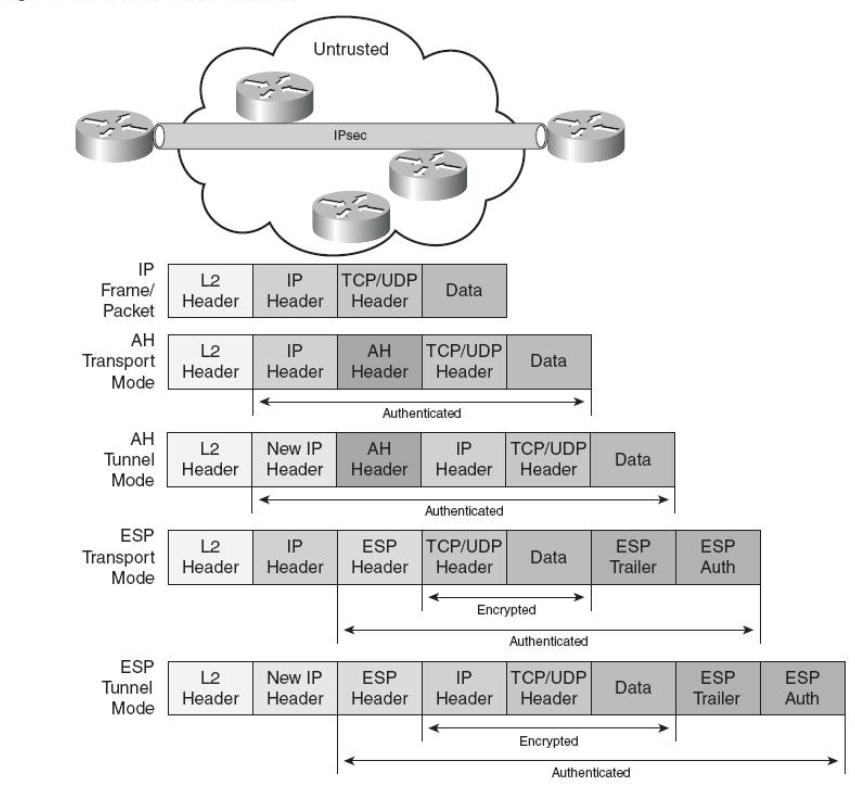 Untrusted
IPsec
IP
Frame/
Packet
L2
Header
IP
Header
TCP/UDP
Header
Data
AH
Transport
Mode
L2
Header
IP
Header
AH
Header
TCP/UDP
Header
Data
Authenticated
AH
Tunnel
Mode
L2
Header
New IP
Header
AH
Header
IP
Header
TCP/UDP
Header
Data
Authenticated
ESP
Transport
Mode
L2
Header
IP
Header
ESP
Header
TCP/UDP
Header
Data
ESP
Trailer
ESP
Auth
Encrypted
Authenticated
ESP
Tunnel
Mode
L2
Header
New IP
Header
ESP
Header
IP
Header
TCP/UDP
Header
Data
ESP
Trailer
ESP
Auth
Encrypted
Authenticated